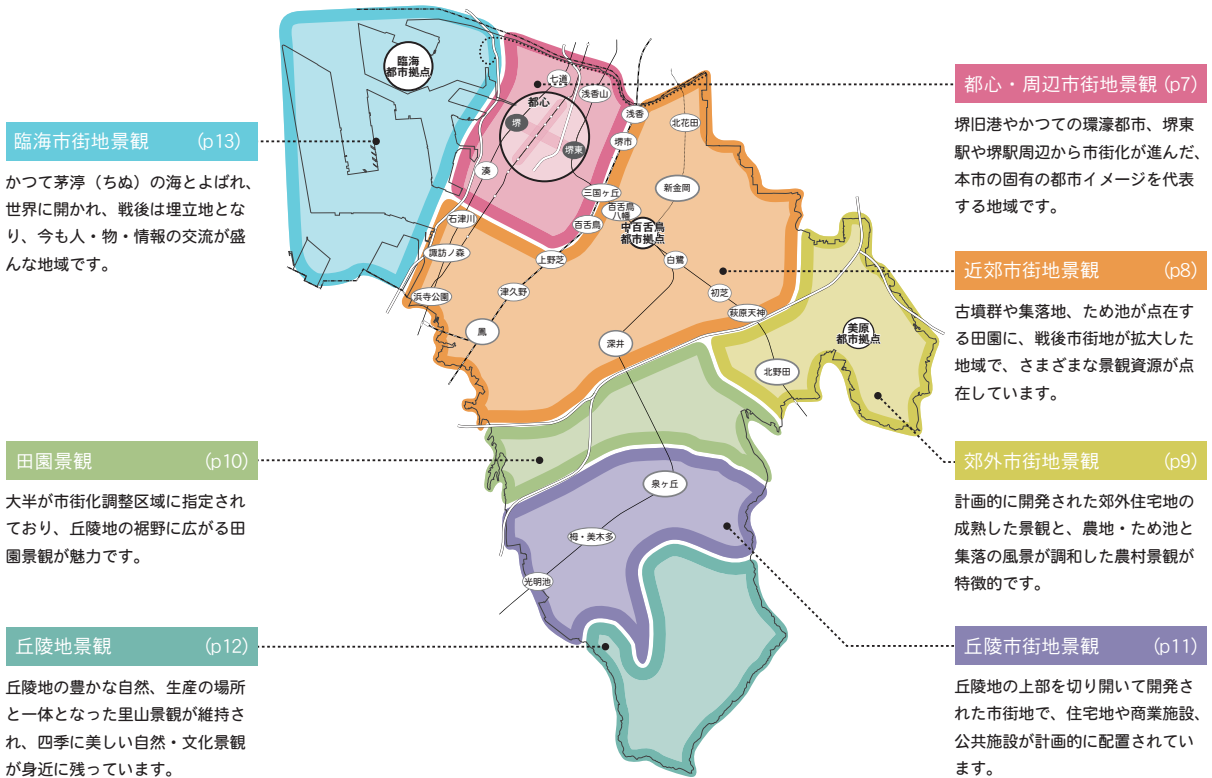 臨海市街地景観 (p13)
かつて茅渟（ちぬ）の海とよばれ、
世界に開かれ、戦後は埋立地とな
り、今も人・物・情報の交流が盛
んな地域です。
田園景観 (p10)
大半が市街化調整区域に指定され
ており、丘陵地の裾野に広がる田
園景観が魅力です。
丘陵地景観 (p12)
丘陵地の豊かな自然、生産の場所
と一体となった里山景観が維持さ
れ、四季に美しい自然・文化景観
が身近に残っています。
臨海
都市拠点
七道
都心
浅香山
堺
浅香
堺東
堺市
北花田
湊
三国ヶ丘
新金岡
百舌鳥
八幡
石津川
百舌鳥
中百舌鳥
都市拠点
諏訪ノ森
上野芝
白鷺
浜寺公園
津久野
初芝
萩原天神
鳳
深井
美原
都市拠点
北野田
泉ヶ丘
栂・美木多
光明池
都心・周辺市街地景観 (p7)
堺旧港やかつての環濠都市、堺東
駅や堺駅周辺から市街化が進んだ、
本市の固有の都市イメージを代表
する地域です。
近郊市街地景観 (p8)
古墳群や集落地、ため池が点在す
る田園に、戦後市街地が拡大した
地域で、さまざまな景観資源が点
在しています。
郊外市街地景観 (p9)
計画的に開発された郊外住宅地の
成熟した景観と、農地・ため池と
集落の風景が調和した農村景観が
特徴的です。
丘陵市街地景観 (p11)
丘陵地の上部を切り開いて開発さ
れた市街地で、住宅地や商業施設、
公共施設が計画的に配置されてい
ます。